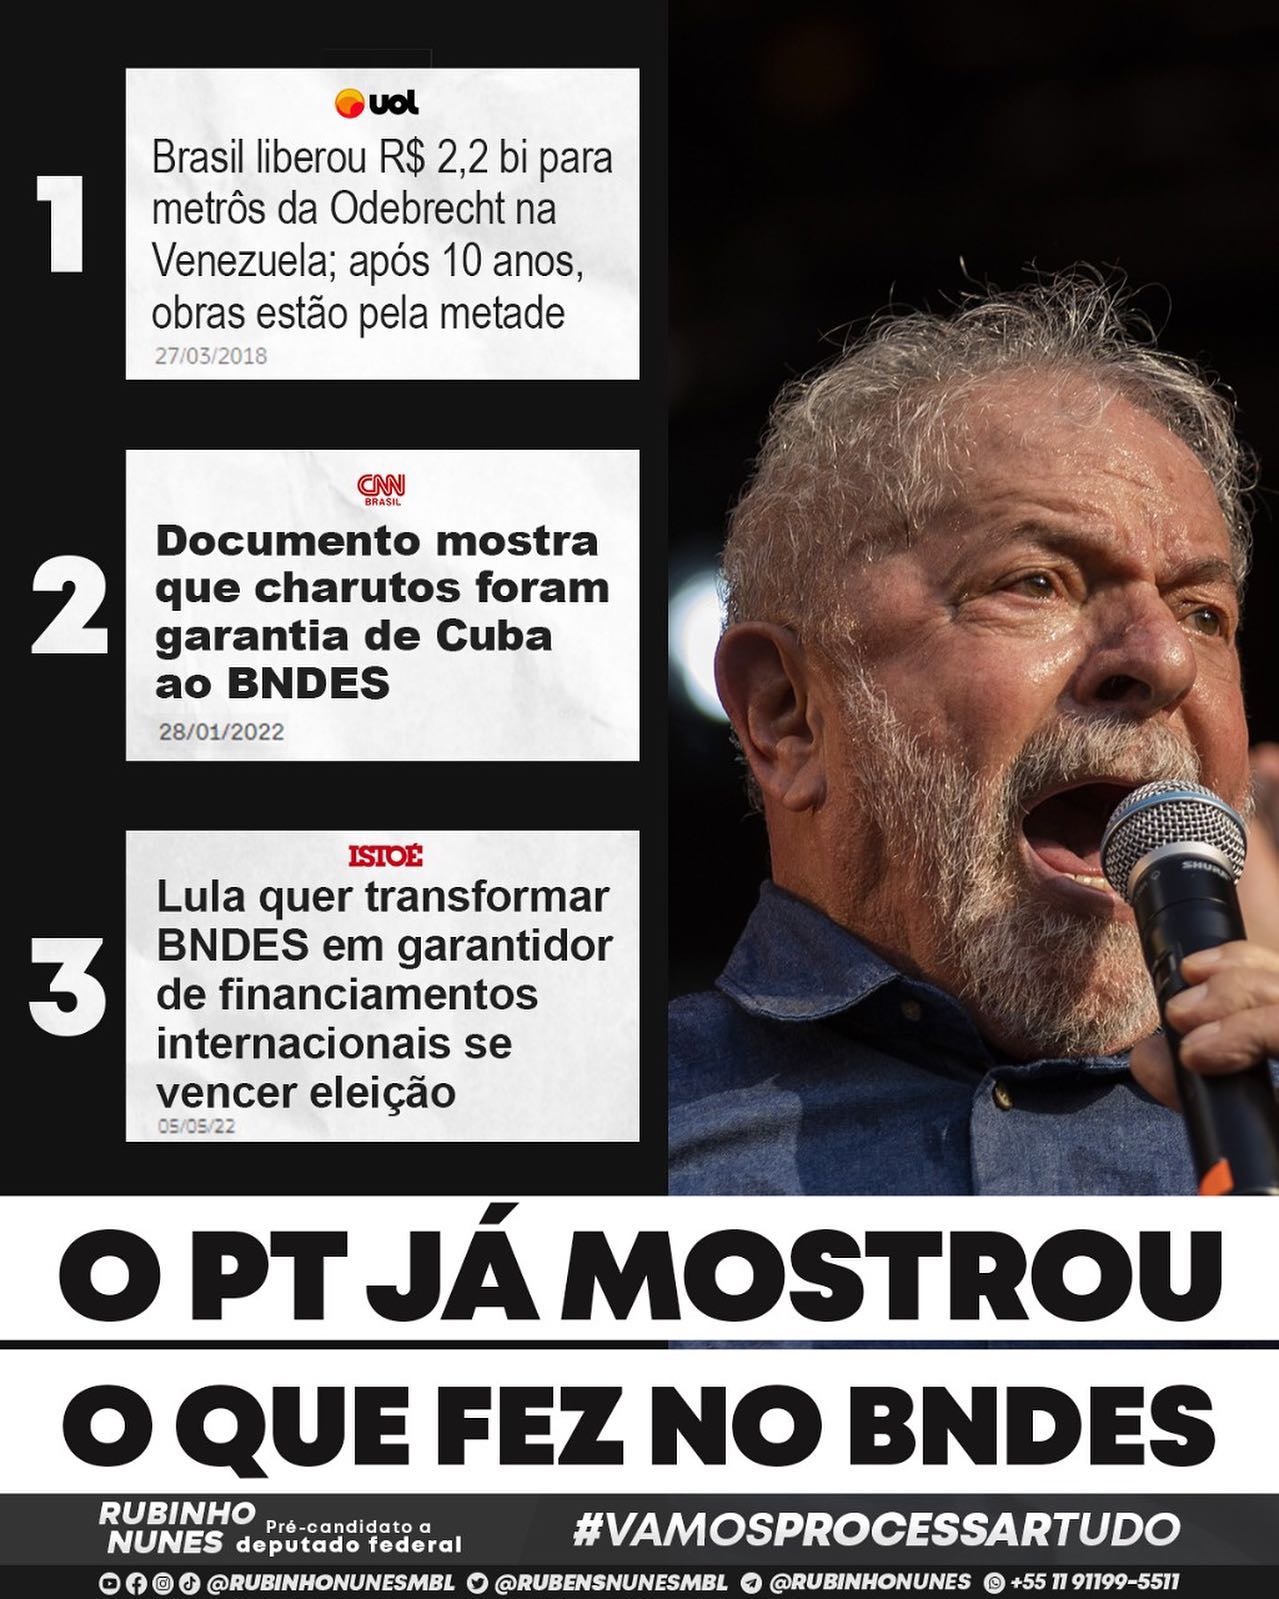 1
uol
Brasil liberou R$ 2,2 bi para
metrôs da Odebrecht na
Venezuela; após 10 anos,
obras estão pela metade
27/03/2018
2
CNN
BRASIL
Documento mostra
que charutos foram
garantia de Cuba
ao BNDES
28/01/2022
3
ISTOÉ
Lula quer transformar
BNDES em garantidor
de financiamentos
internacionais se
vencer eleição
05/05/22
SHURE
O PT JÁ MOSTROU
O QUE FEZ NO BNDES
RUBINHO
NUNES
Pré-candidato a
deputado federal
#VAMOSPROCESSARTUDO
@RUBINHONUNESMBL @RUBENSNUNESMBL @RUBINHONUNES +55 11 91199-5511